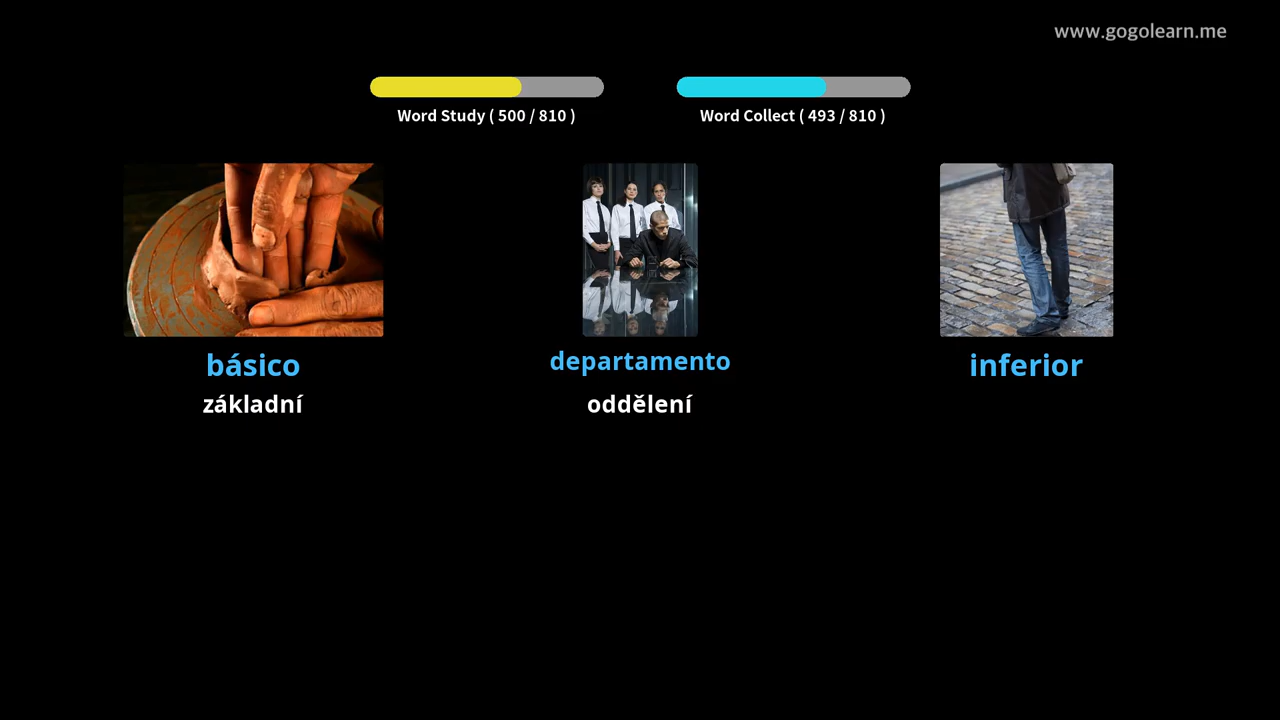 www.gogolearn.me
Word Study ( 500 / 810 )
Word Collect ( 493 / 810 )
básico
departamento
inferior
základní
oddělení